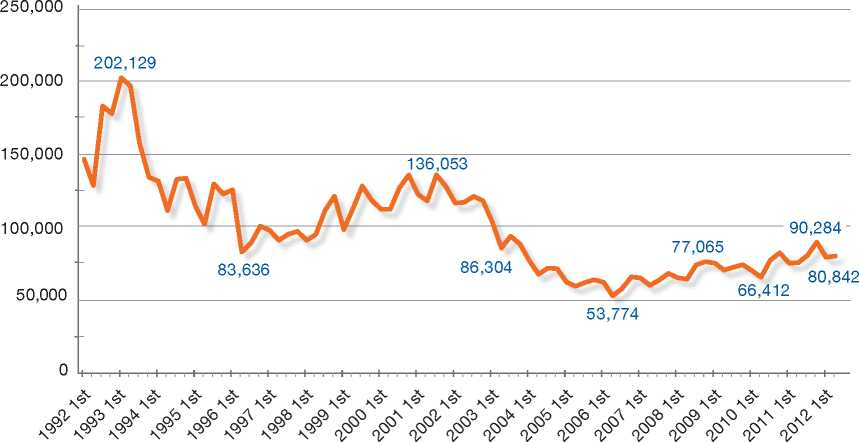 250,000
202,129
200,000
150,000
136,053
100,000
90,284
77,065
86,304
83,636
80,842
66,412
50,000
53,774
0
1992 1st
1993 1st
1994 1st
1995 1st
1996 1st
1997 1st
1998 1st
1999 1st
2000 1st
2001 1st
2002 1st
2003 1st
2004 1st
2005 1st
2006 1st
2007 1st
2008 1st
2009 1st
2010 1st
2011 1st
2012 1st